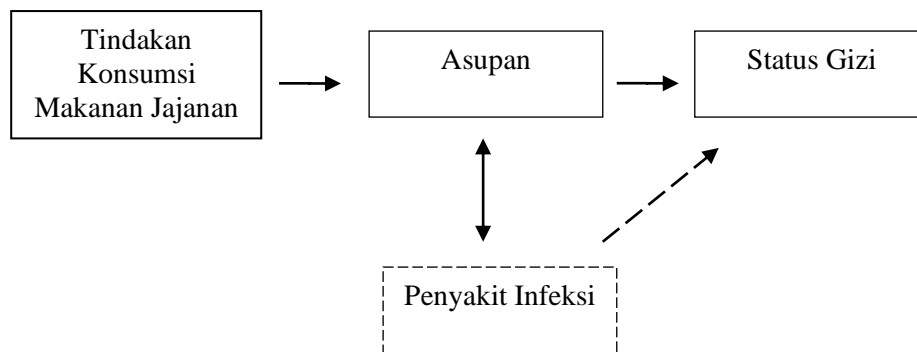 Tindakan
Konsumsi
Makanan Jajanan
Asupan
Status Gizi
Penyakit Infeksi